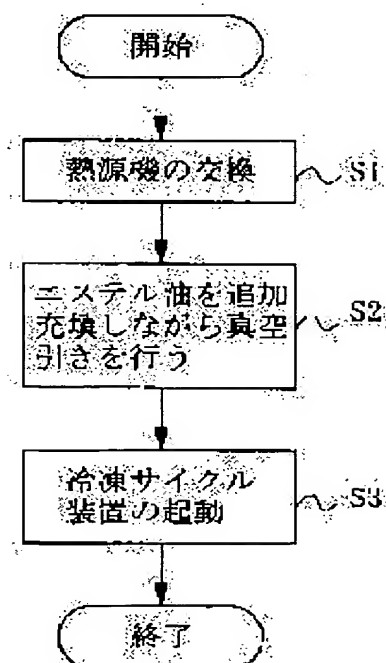 開始
熱源機の交換
S1
エステル油を追加
充填しながら真空
引きを行う
S2
冷凍サイクル
装置の起動
S3
終了